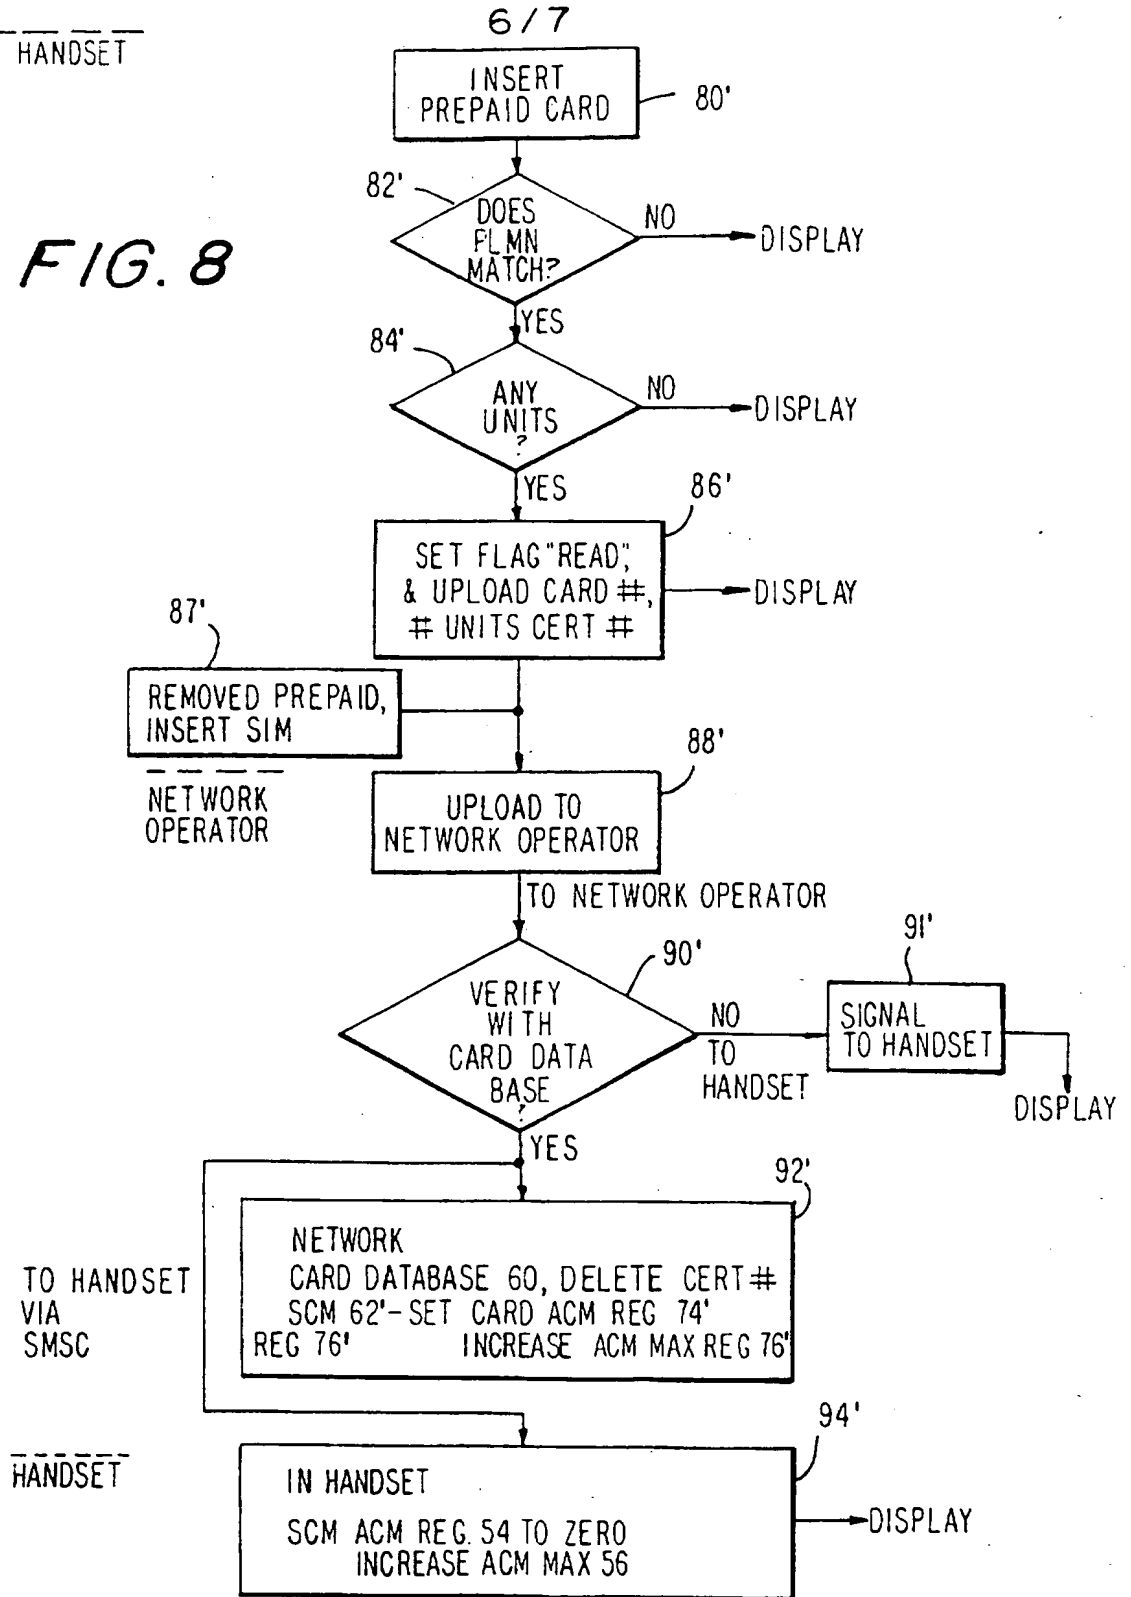 6/7
HANDSET
INSERT
PREPAID CARD
80'
FIG. 8
82'
DOES
PLMN
MATCH?
NO
DISPLAY
YES
84'
ANY
UNITS
?
NO
DISPLAY
YES
86'
SET FLAG "READ",
& UPLOAD CARD #,
# UNITS CERT #
DISPLAY
87'
REMOVED PREPAID,
INSERT SIM
88'
NETWORK
OPERATOR
UPLOAD TO
NETWORK OPERATOR
TO NETWORK OPERATOR
90'
VERIFY
WITH
CARD DATA
BASE
?
NO
TO
HANDSET
91'
SIGNAL
TO HANDSET
DISPLAY
YES
92'
NETWORK
CARD DATABASE 60, DELETE CERT #
SCM 62'-SET CARD ACM REG 74'
REG 76' INCREASE ACM MAX REG 76'
TO HANDSET
VIA
SMSC
94'
HANDSET
IN HANDSET
SCM ACM REG. 54 TO ZERO
INCREASE ACM MAX 56
DISPLAY